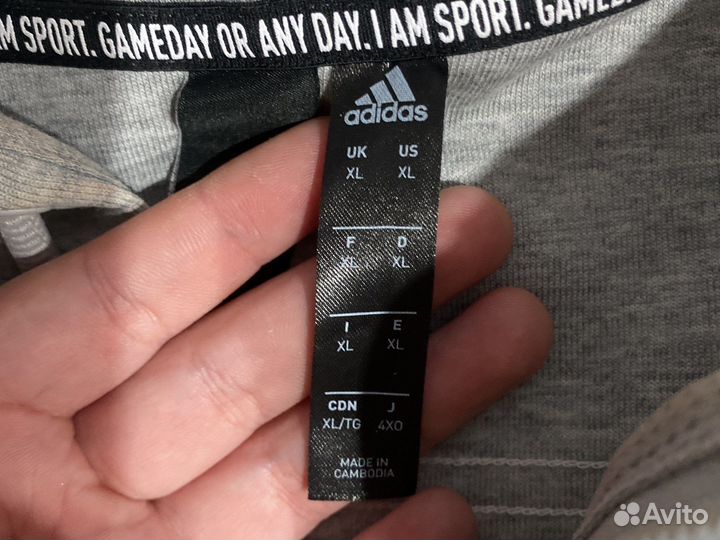 AM SPORT. GAMEDAY OR ANY DAY. I AM SPORT. GAMED
adidas
UK US
XL XL
F D
XL XL
I E
XL XL
CDN J
XL/TG 4XO
MADE IN
CAMBODIA
Avito